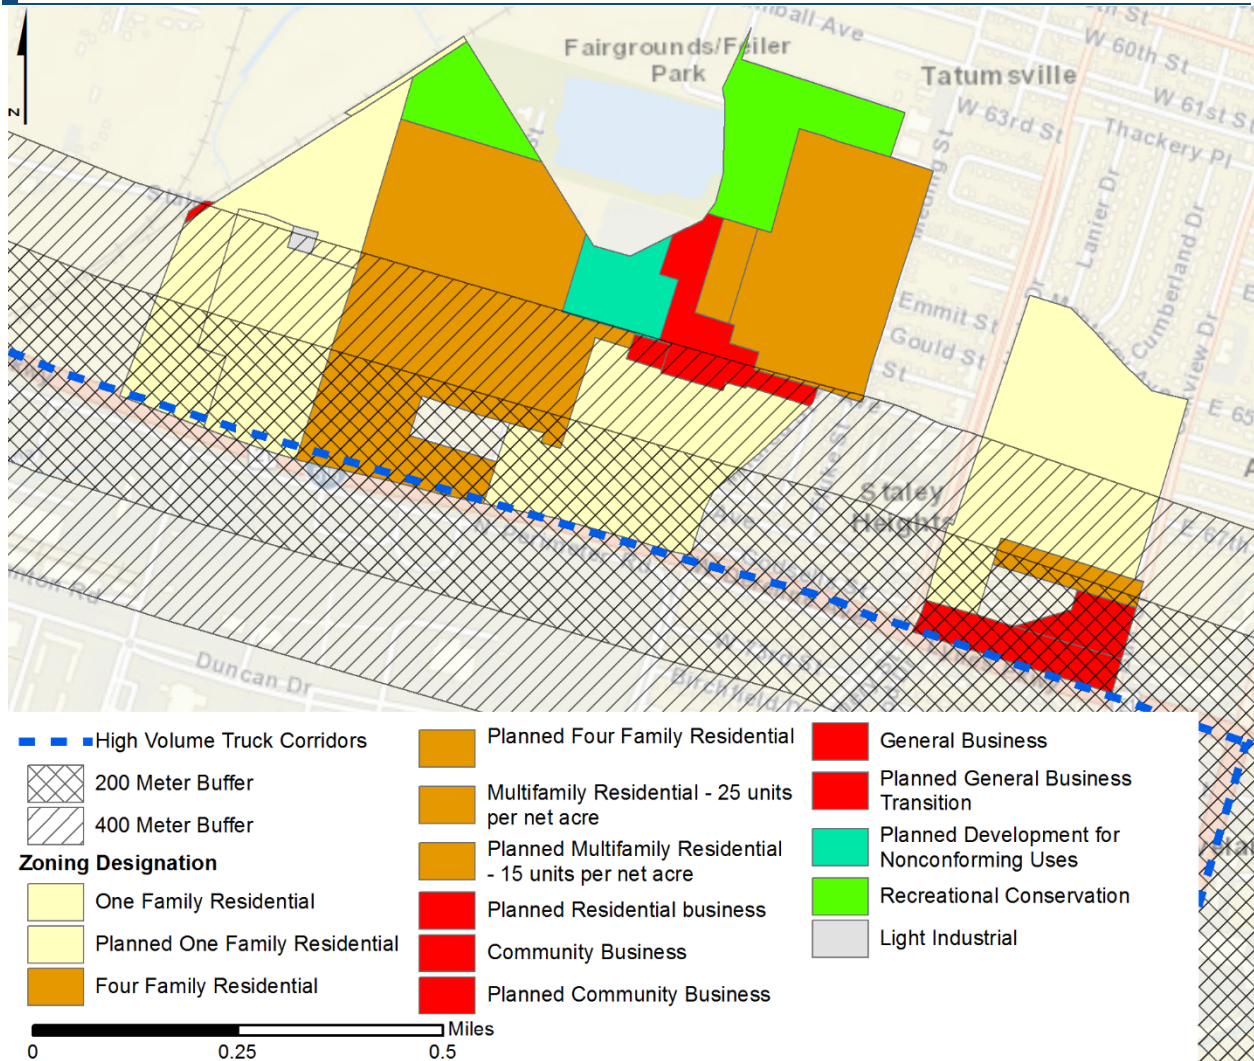 Fairgrounds/Feiler
Park
Tatumsville
W 60th St
W 61st St
W 63rd St
Thackery Pl
Lanier Dr
Cumberland Dr
Emmit St
Gould St
St
Ave
E 67th
Staley
Heights
Ave
Duncan Dr
N
High Volume Truck Corridors
200 Meter Buffer
400 Meter Buffer
Zoning Designation
One Family Residential
Planned One Family Residential
Four Family Residential
Planned Four Family Residential
Multifamily Residential - 25 units
per net acre
Planned Multifamily Residential
- 15 units per net acre
Planned Residential business
Community Business
Planned Community Business
General Business
Planned General Business
Transition
Planned Development for
Nonconforming Uses
Recreational Conservation
Light Industrial
Miles
0 0.25 0.5